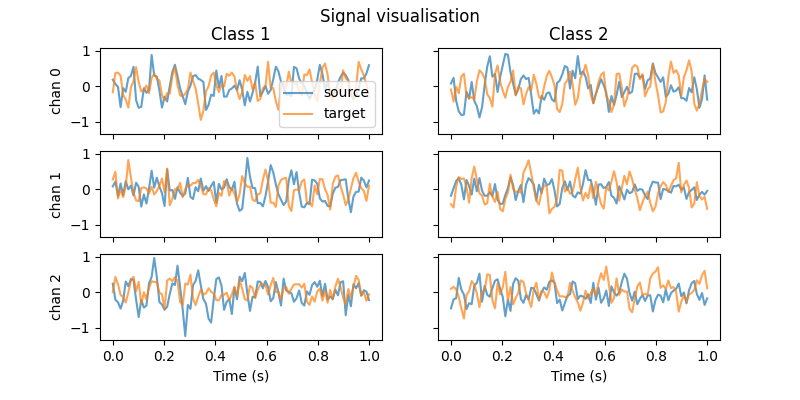 Signal visualisation
Class 1
Class 2
chan 0
1
0
−1
source
target
chan 1
1
0
−1
chan 2
1
0
−1
0.0 0.2 0.4 0.6 0.8 1.0
0.0 0.2 0.4 0.6 0.8 1.0
Time (s)
Time (s)